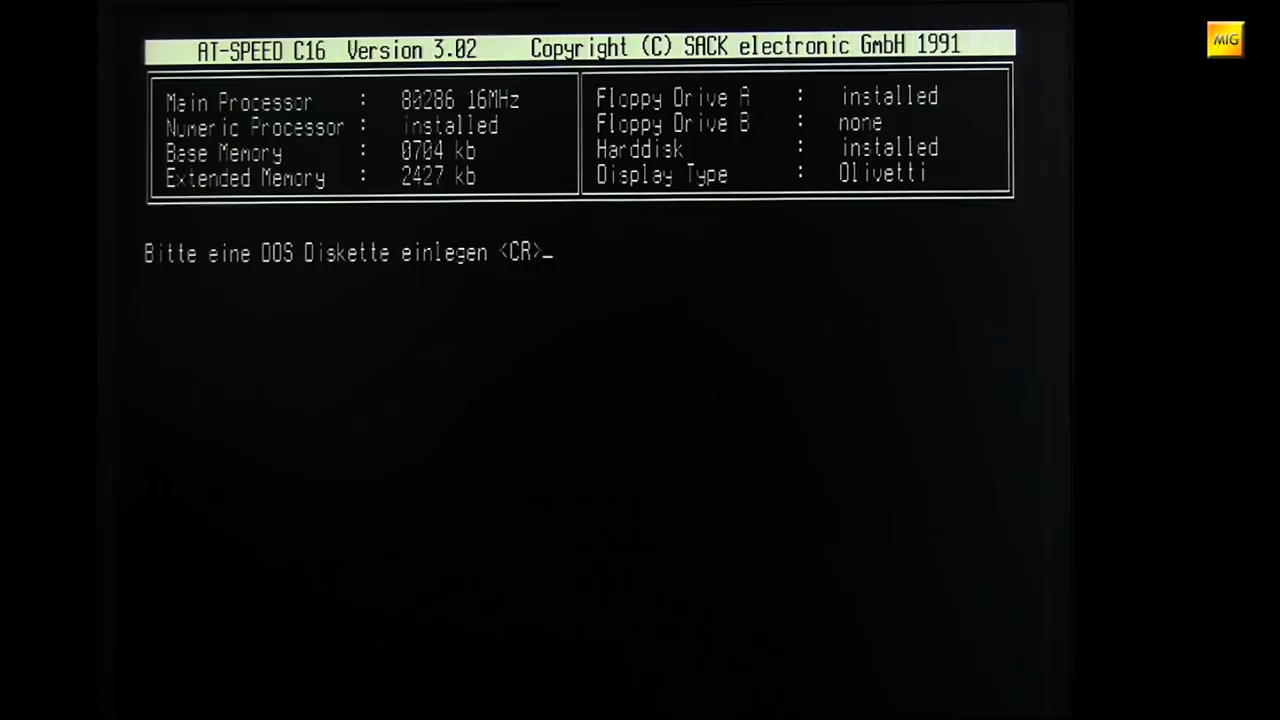 AT-SPEED C16 Version 3.02 Copyright (C) SACK electronic GmbH 1991
Main Processor : 80286 16MHz
Numeric Processor : installed
Base Memory : 0704 kb
Extended Memory : 2427 kb
Floppy Drive A : installed
Floppy Drive B : none
Harddisk : installed
Display Type : Olivetti
Bitte eine DOS Diskette einlegen <CR>_
MIG